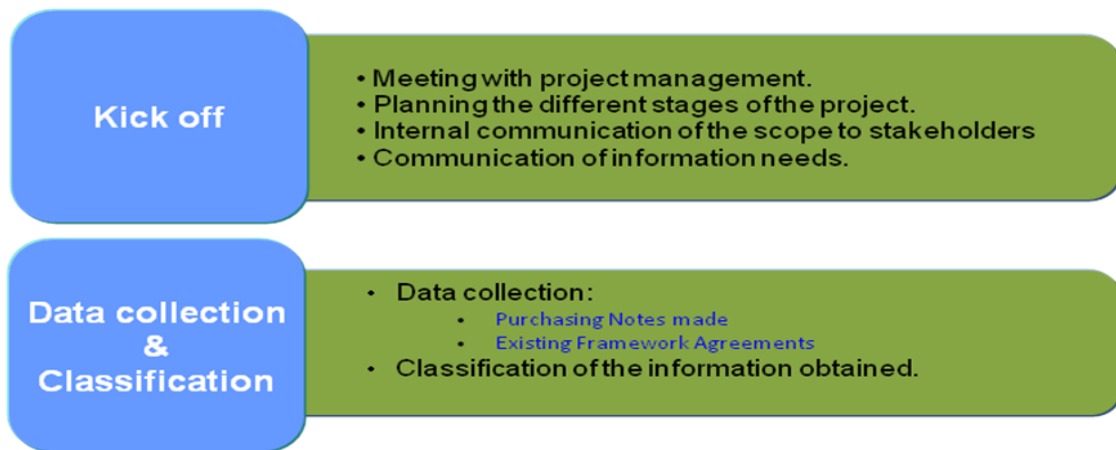 Kick off
• Meeting with project management.
• Planning the different stages of the project.
• Internal communication of the scope to stakeholders
• Communication of information needs.
Data collection
&
Classification
• Data collection:
• Purchasing Notes made
• Existing Framework Agreements
• Classification of the information obtained.